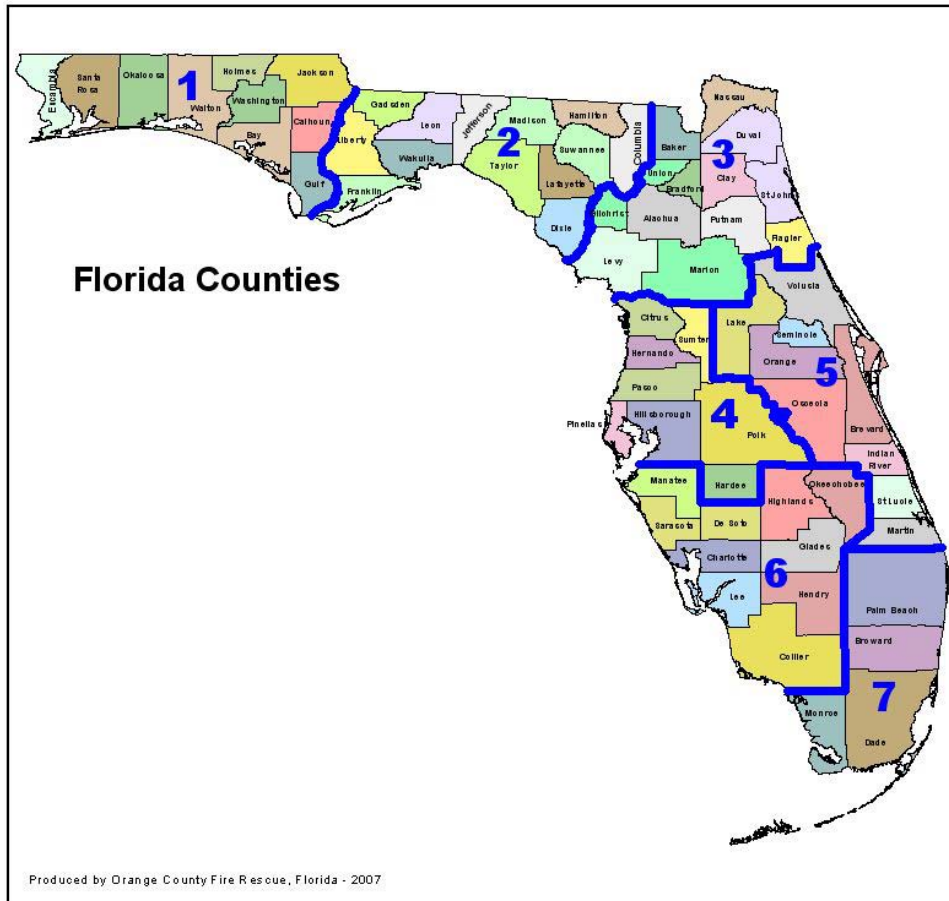 Escambia
Santa
Rosa
Okaloosa
1
Walton
Holmes
Washington
Bay
Jackson
Calhoun
Gulf
Gadsden
Liberty
Franklin
Leon
Wakulla
Jefferson
Madison
2
Taylor
Hamilton
Suwannee
Lafayette
Dixie
Columbia
Baker
Nassau
Duval
3
Union
Bradford
Clay
St John
Gilchrist
Alachua
Putnam
Flagler
Levy
Marion
Florida Counties
Volusia
Citrus
Sumter
Lake
Seminole
Hernando
Orange
5
Pasco
Osceola
Pinellas
Hillsborough
4
Polk
Brevard
Indian
River
Manatee
Hardee
Highlands
Okeechobee
St Lucie
Sarasota
De Soto
Martin
Glades
Charlotte
6
Lee
Hendry
Palm Beach
Broward
Collier
7
Monroe
Dade
Produced by Orange County Fire Rescue, Florida - 2007